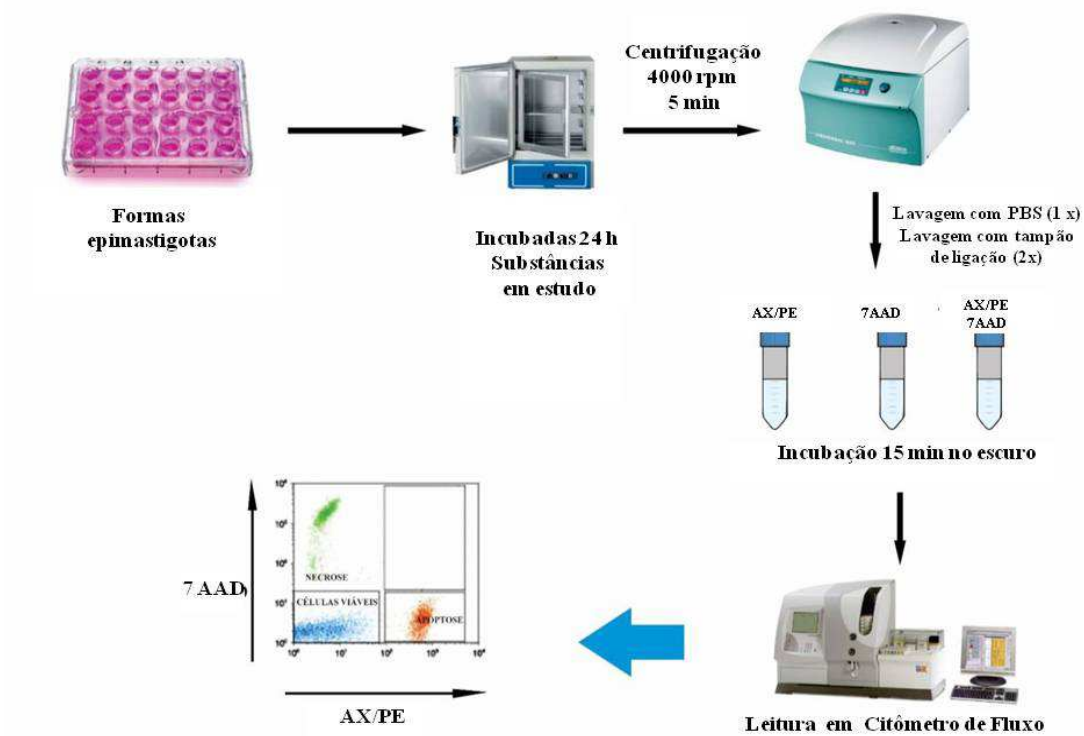 Formas
epimastigotas
Incubadas 24 h
Substâncias
em estudo
Centrifugação
4000 rpm
5 min
Lavagem com PBS (1 x)
Lavagem com tampão
de ligação (2x)
AX/PE
7AAD
AX/PE
7AAD
Incubação 15 min no escuro
Leitura em Citômetro de Fluxo
7 AAD
NECROSE
CÉLULAS VIÁVEIS
APOPTOSE
AX/PE